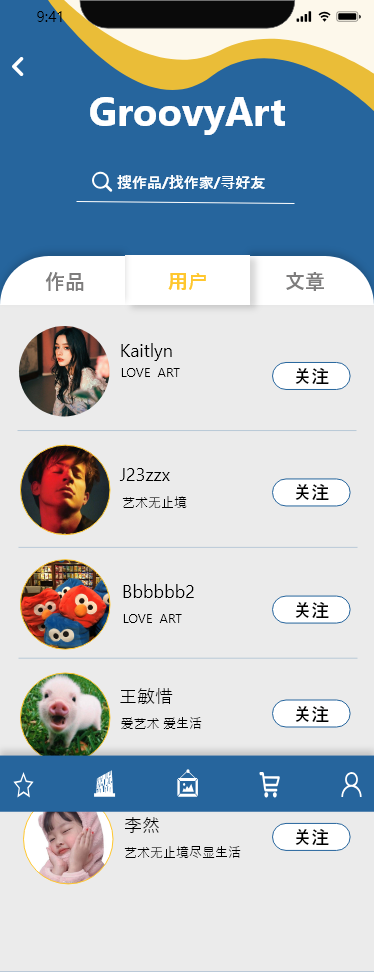 9:41
GroovyArt
搜作品/找作家/寻好友
作品 用户 文章
Kaitlyn
LOVE ART
关注
J23zzx
艺术无止境
关注
Bbbbbb2
LOVE ART
关注
王敏惜
爱艺术 爱生活
关注
李然
艺术无止境尽显生活
关注